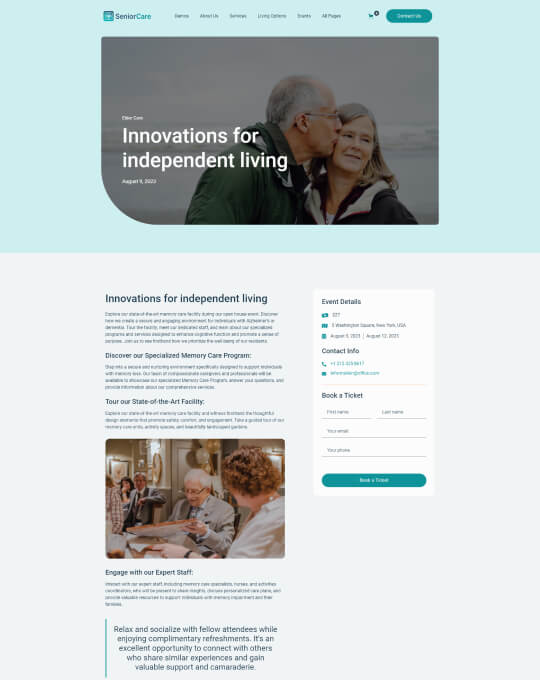 SeniorCare
Demos
About Us
Services
Living Options
Events
All Pages
0
Contact Us
Elder Care
Innovations for
independent living
August 5, 2023
Innovations for independent living
Explore our state-of-the-art memory care facility during our open house event. Discover
how we create a secure and engaging environment for individuals with Alzheimer's or
dementia. Tour the facility, meet our dedicated staff, and learn about our specialized
programs and services designed to enhance cognitive function and promote a sense of
purpose. Join us to see firsthand how we prioritize the well-being of our residents.
Discover our Specialized Memory Care Program:
Step into a secure and nurturing environment specifically designed to support individuals
with memory loss. Our team of compassionate caregivers and professionals will be
available to showcase our specialized Memory Care Program, answer your questions, and
provide information about our comprehensive services.
Tour our State-of-the-Art Facility:
Explore our state-of-the-art memory care facility and witness firsthand the thoughtful
design elements that promote safety, comfort, and engagement. Take a guided tour of our
memory care units, activity spaces, and beautifully landscaped gardens.
Engage with our Expert Staff:
Interact with our expert staff, including memory care specialists, nurses, and activities
coordinators, who will be present to share insights, discuss personalized care plans, and
provide valuable resources to support individuals with memory impairment and their
families.
Relax and socialize with fellow attendees while
enjoying complimentary refreshments. It's an
excellent opportunity to connect with others
who share similar experiences and gain
valuable support and camaraderie.
Event Details
$27
5 Washington Square, New York, USA
August 5, 2023 | August 12, 2023
Contact Info
information@office.com
Book a Ticket
First name
Last name
Your email
Your phone
Book a Ticket